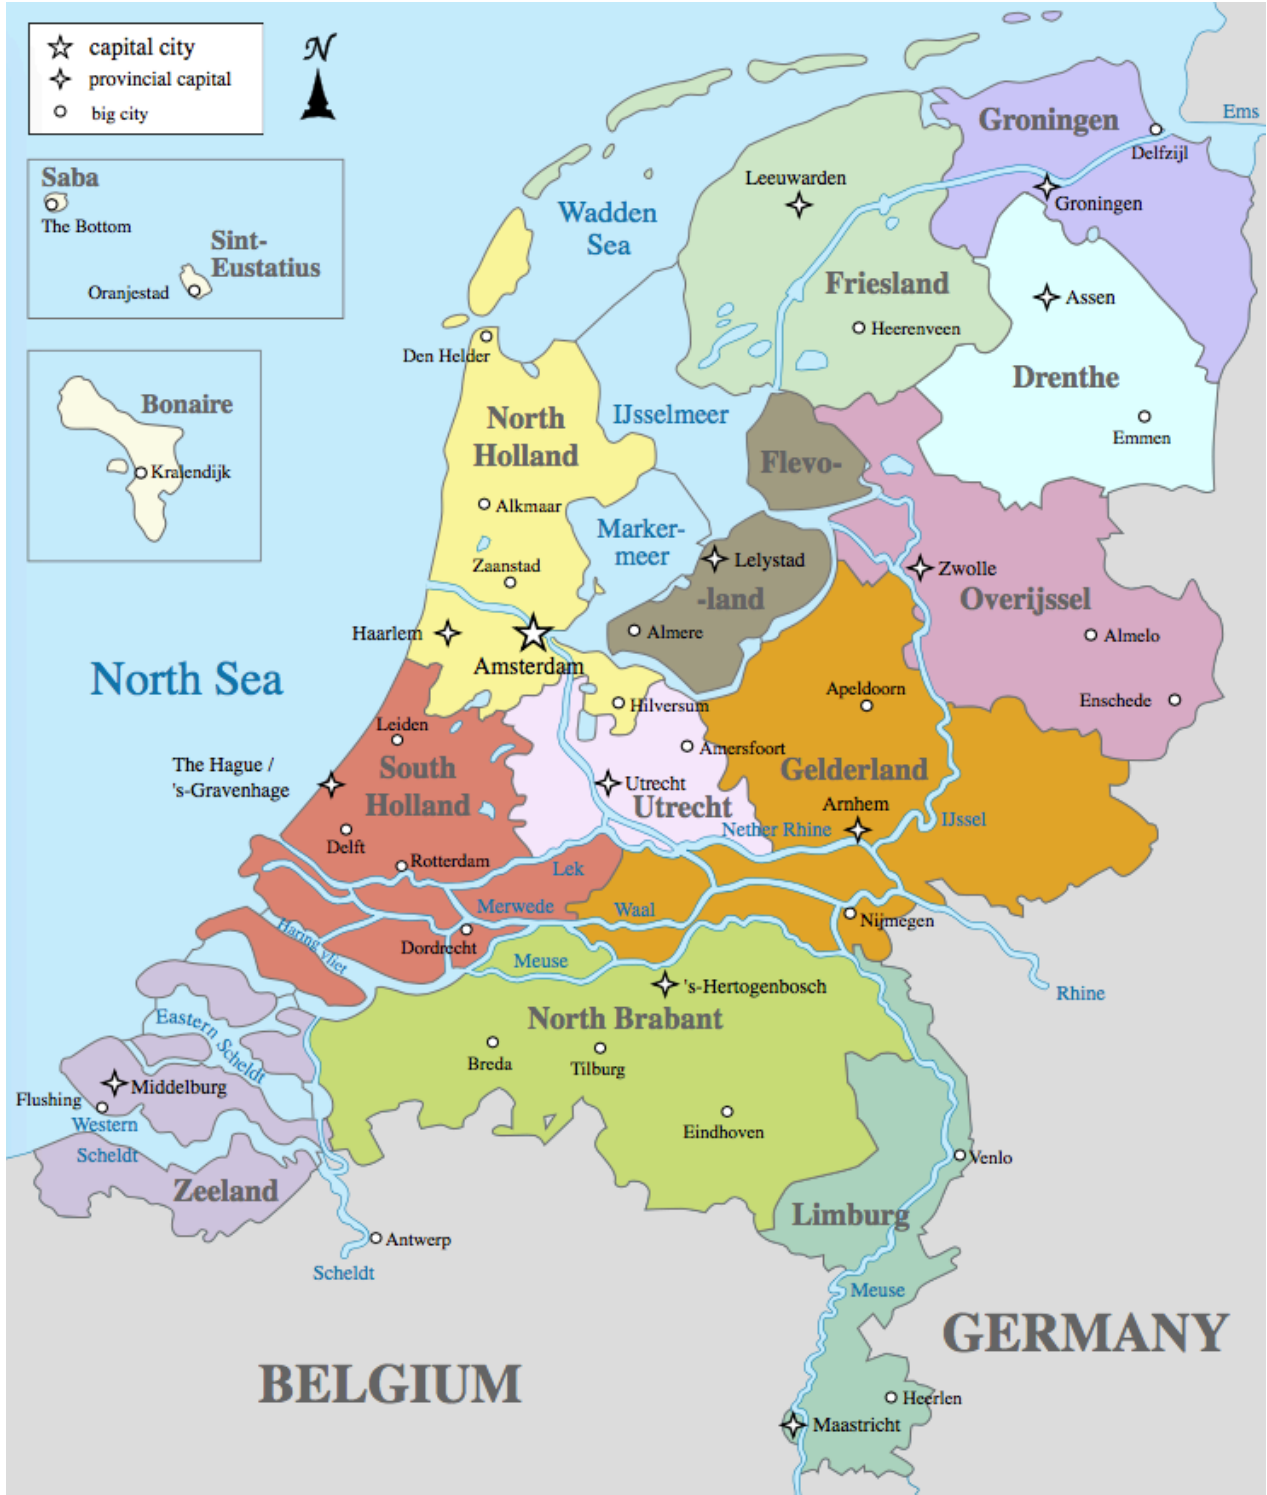 capital city
provincial capital
big city
N
Saba
The Bottom
Sint-
Eustatius
Oranjestad
Bonaire
Kralendijk
Groningen
Ems
Delfzijl
Leeuwarden
Groningen
Wadden
Sea
Friesland
Assen
Heerenveen
Den Helder
Drenthe
North
Holland
IJsselmeer
Emmen
Flevo-
Alkmaar
Marker-
meer
Zaanstad
Lelystad
Zwolle
-land
Overijssel
Haarlem
Almere
Almelo
Amsterdam
North Sea
Hilversum
Apeldoorn
Enschede
Leiden
Amersfoort
The Hague /
's-Gravenhage
South
Holland
Utrecht
Utrecht
Gelderland
Arnhem
Nether Rhine
IJssel
Delft
Rotterdam
Lek
Merwede
Waal
Nijmegen
Haring vliet
Dordrecht
Meuse
's-Hertogenbosch
Rhine
North Brabant
Eastern Scheldt
Breda
Tilburg
Middelburg
Flushing
Western
Scheldt
Eindhoven
Venlo
Zeeland
Limburg
Antwerp
Scheldt
Meuse
GERMANY
BELGIUM
Heerlen
Maastricht